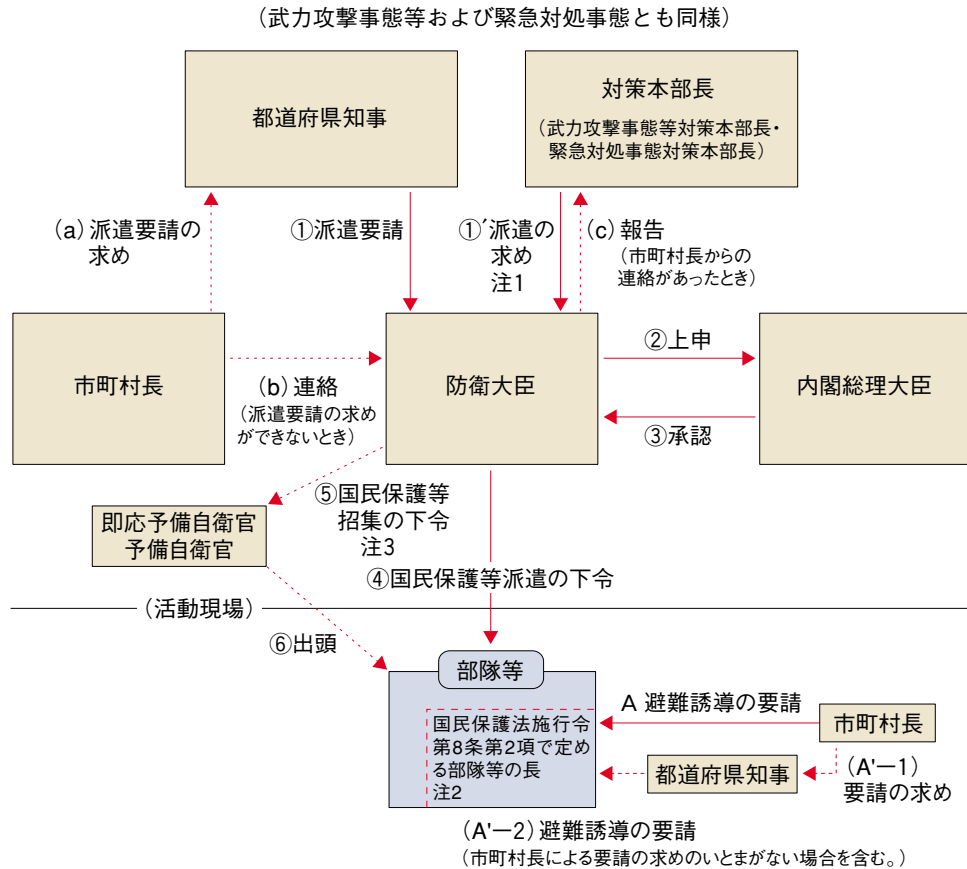 （武力攻撃事態等および緊急対処事態とも同様）
都道府県知事
対策本部長
（武力攻撃事態等対策本部長・
緊急対処事態対策本部長）
(a) 派遣要請の
求め
①派遣要請
①´派遣の
求め
注1
(c) 報告
（市町村長からの
連絡があったとき）
市町村長
(b) 連絡
（派遣要請の求め
ができないとき）
防衛大臣
②上申
③承認
内閣総理大臣
⑤国民保護等
招集の下令
注3
即応予備自衛官
予備自衛官
④国民保護等派遣の下令
（活動現場）
⑥出頭
部隊等
国民保護法施行令
第8条第2項で定め
る部隊等の長
注2
A 避難誘導の要請
市町村長
都道府県知事
(A'ー1)
要請の求め
(A'ー2) 避難誘導の要請
（市町村長による要請の求めのいとまがない場合を含む。）